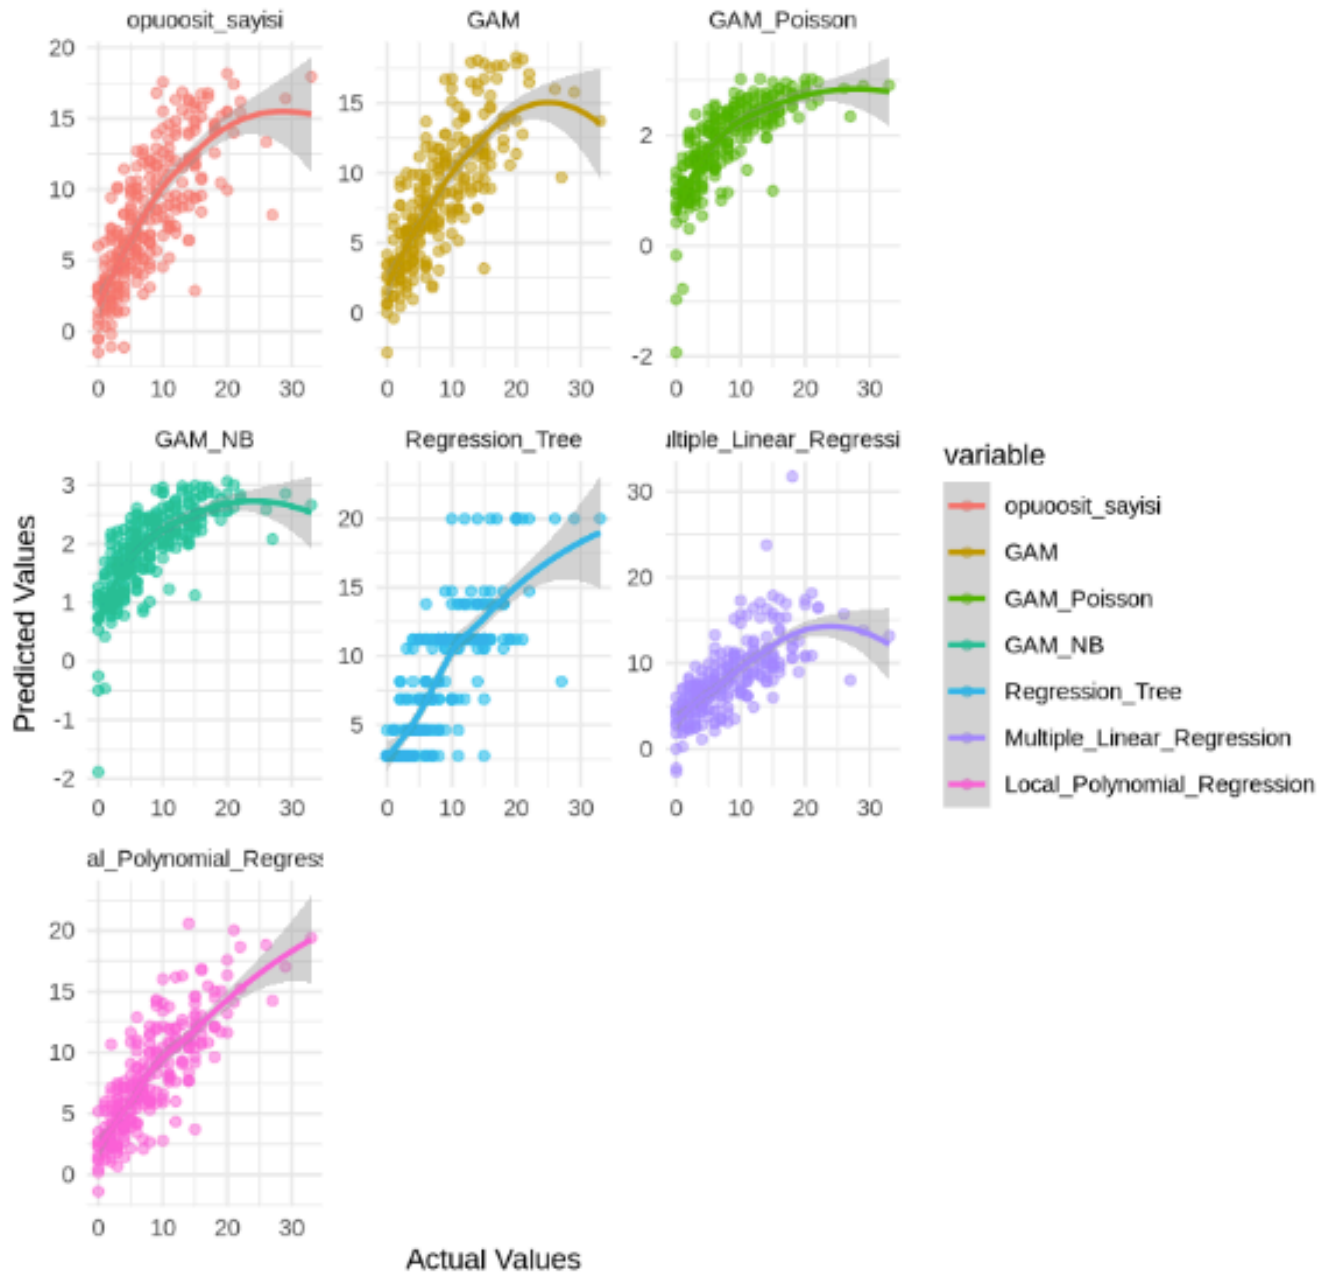 opuoosit_sayisi GAM GAM_Poisson
20
15
10
5
0
0 10 20 30
15
10
5
0
0 10 20 30
2
0
-2
0 10 20 30
GAM_NB Regression_Tree ultiple_Linear_Regressi
3
2
1
0
-1
-2
0 10 20 30
20
15
10
5
0 10 20 30
30
20
10
0
0 10 20 30
al_Polynomial_Regress
20
15
10
5
0
0 10 20 30
Predicted Values
Actual Values
variable
opuoosit_sayisi
GAM
GAM_Poisson
GAM_NB
Regression_Tree
Multiple_Linear_Regression
Local_Polynomial_Regression